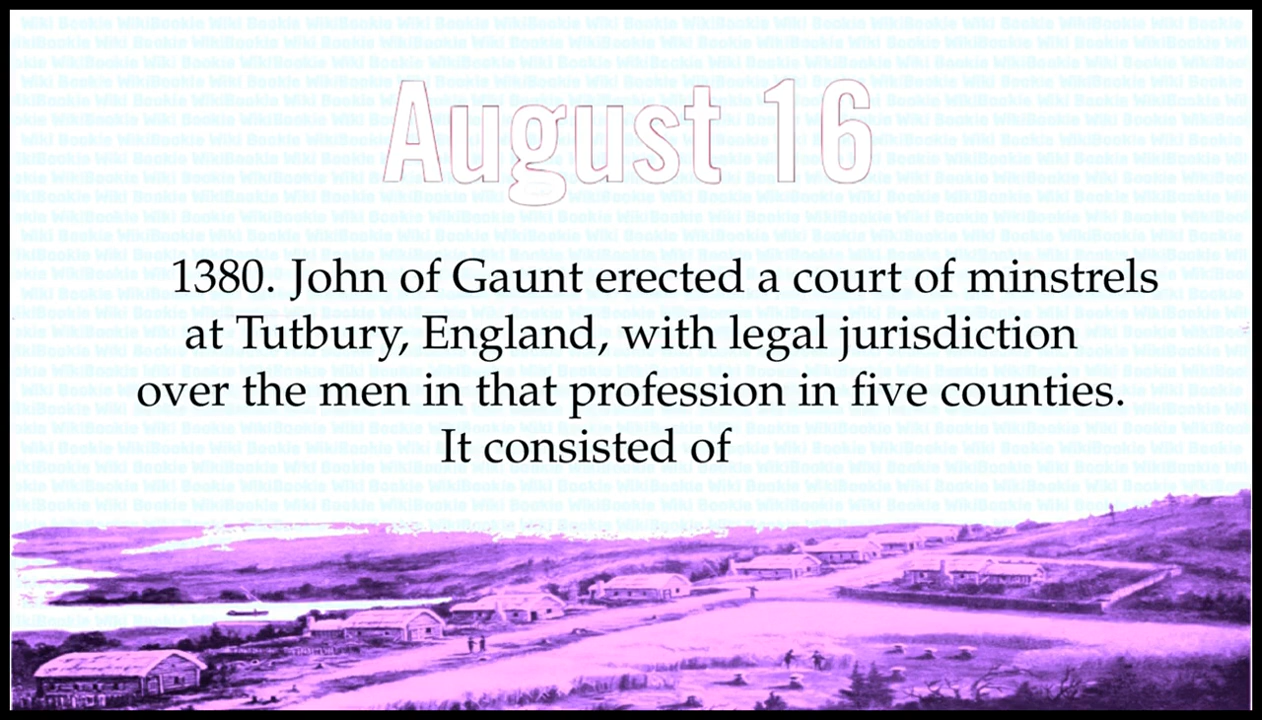 August 16
1380. John of Gaunt erected a court of minstrels
at Tutbury, England, with legal jurisdiction
over the men in that profession in five counties.
It consisted of